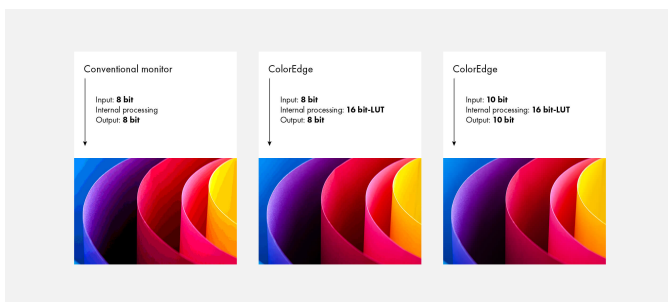 Conventional monitor
Input: 8 bit
Internal processing
Output: 8 bit
ColorEdge
Input: 8 bit
Internal processing: 16 bit-LUT
Output: 8 bit
ColorEdge
Input: 10 bit
Internal processing: 16 bit-LUT
Output: 10 bit